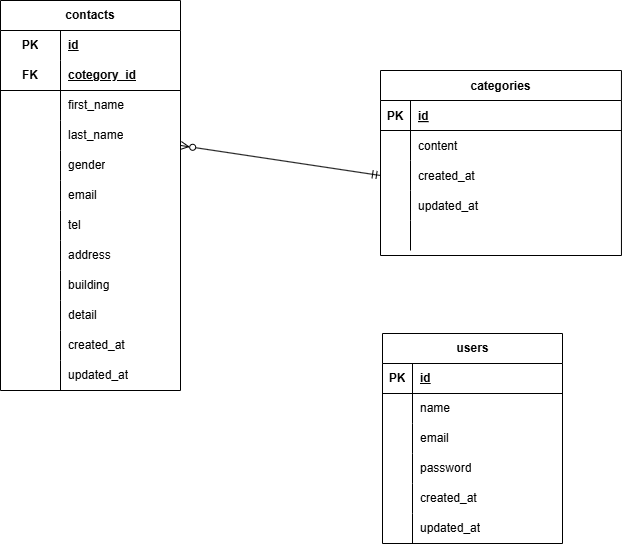 contacts
PK id
FK cotegory_id
first_name
last_name
gender
email
tel
address
building
detail
created_at
updated_at
categories
PK id
content
created_at
updated_at
users
PK id
name
email
password
created_at
updated_at